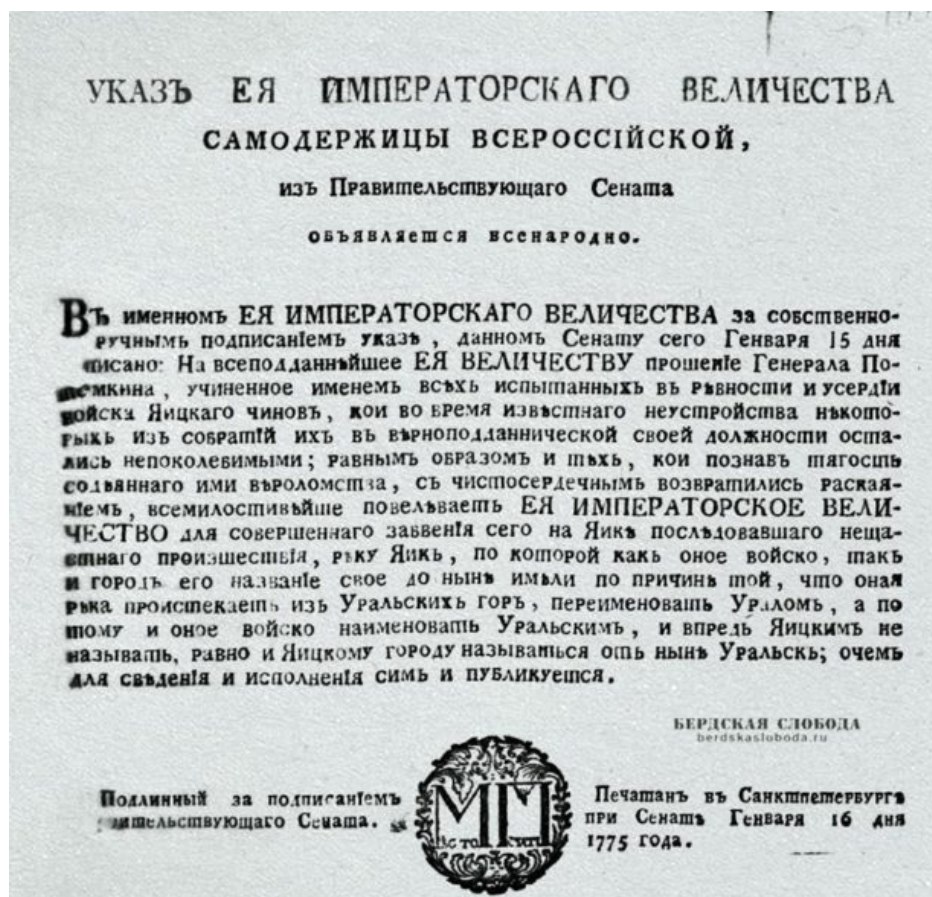 УКАЗЪ ЕЯ ИМПЕРАТОРСКАГО ВЕЛИЧЕСТВА
САМОДЕРЖИЦЫ ВСЕРОССІЙСКОЙ,
изъ Правительствующаго Сената
объявляется всенародно.
Въ именномъ ЕЯ ИМПЕРАТОРСКАГО ВЕЛИЧЕСТВА за собственно-
ручнымъ подписаніемъ указѣ, данномъ Сенату сего Генваря 15 дня
писано: На всеподданнѣйшее ЕЯ ВЕЛИЧЕСТВУ прошеніе Генерала По-
темкина, учиненное именемъ всѣхъ испытанныхъ въ рѣвности и усердіи
войска Яицкаго чиновъ, кои во время извѣстнаго неустройства нѣкото-
рыхъ изъ собратій ихъ въ вѣрноподданнической своей должности оста-
лись непоколебимыми; равнымъ образомъ и тѣхъ, кои познавъ тягость
содѣяннаго ими вѣроломства, съ чистосердечнымъ возвратились раская-
ніемъ, всемилостивѣйше повелѣваетъ ЕЯ ИМПЕРАТОРСКОЕ ВЕЛИ-
ЧЕСТВО для совершеннаго забвенія сего на Яикѣ послѣдовавшаго неща-
стнаго произшествія, рѣку Яикъ, по которой какъ оное войско, такъ
и городъ его названіе свое до нынѣ имѣли по причинѣ той, что оная
рѣка проистекаетъ изъ Уральскихъ горъ, переименовать Ураломъ, а по
тому и оное войско наименовать Уральскимъ, и впредь Яицкимъ не
называть, равно и Яицкому городу называться отъ нынѣ Уральскъ; очемъ
для свѣденія и исполненія симъ и публикуется.
БЕРДСКАЯ СЛОБОДА
berdskasloboda.ru
Подлинный за подписаніемъ
вительствующаго Сената.
МП
Печатанъ въ Санктпетербургѣ
при Сенатѣ Генваря 16 дня
1775 года.